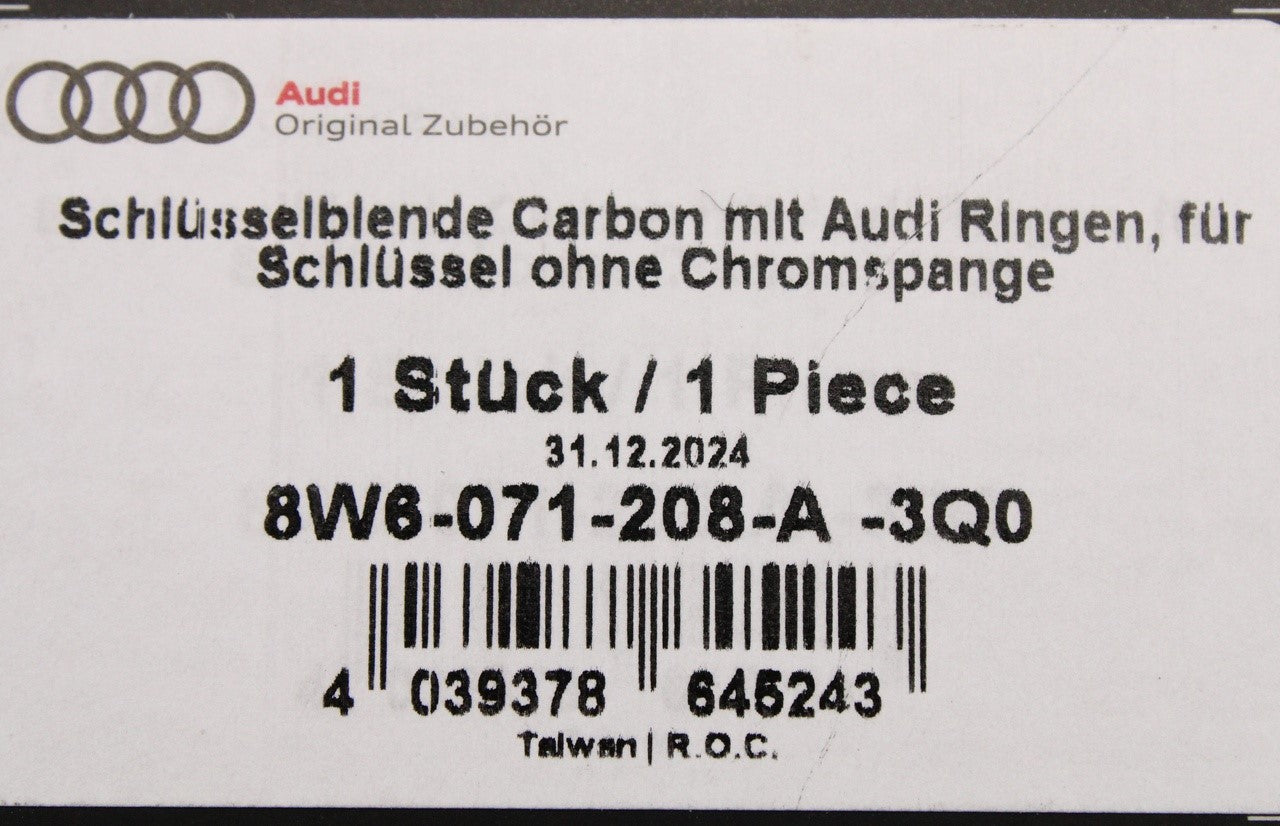 Audi
Original Zubehör
Schlüsselblende Carbon mit Audi Ringen, für
Schlüssel ohne Chromspange
1 Stück / 1 Piece
31.12.2024
8W6-071-208-A -3Q0
4 039378 645243
Taiwan | R.O.C.